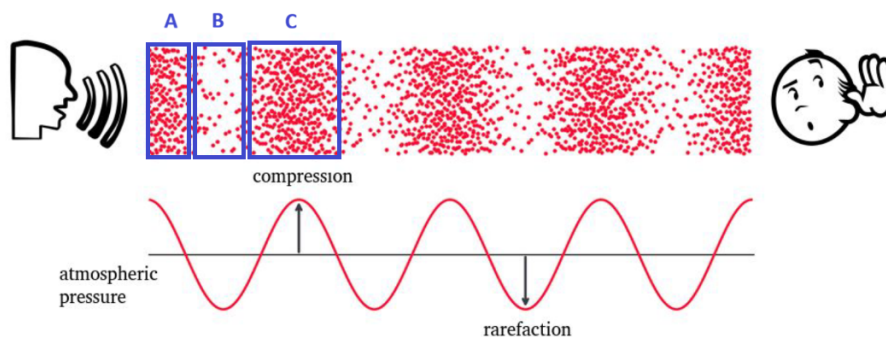 A B C
compression
atmospheric
pressure
rarefaction